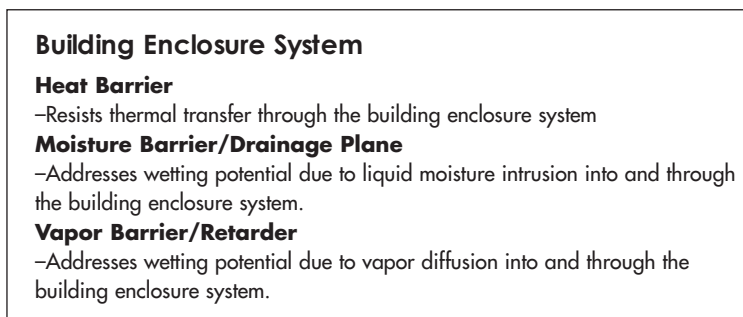 Building Enclosure System
Heat Barrier
–Resists thermal transfer through the building enclosure system
Moisture Barrier/Drainage Plane
–Addresses wetting potential due to liquid moisture intrusion into and through
the building enclosure system.
Vapor Barrier/Retarder
–Addresses wetting potential due to vapor diffusion into and through the
building enclosure system.